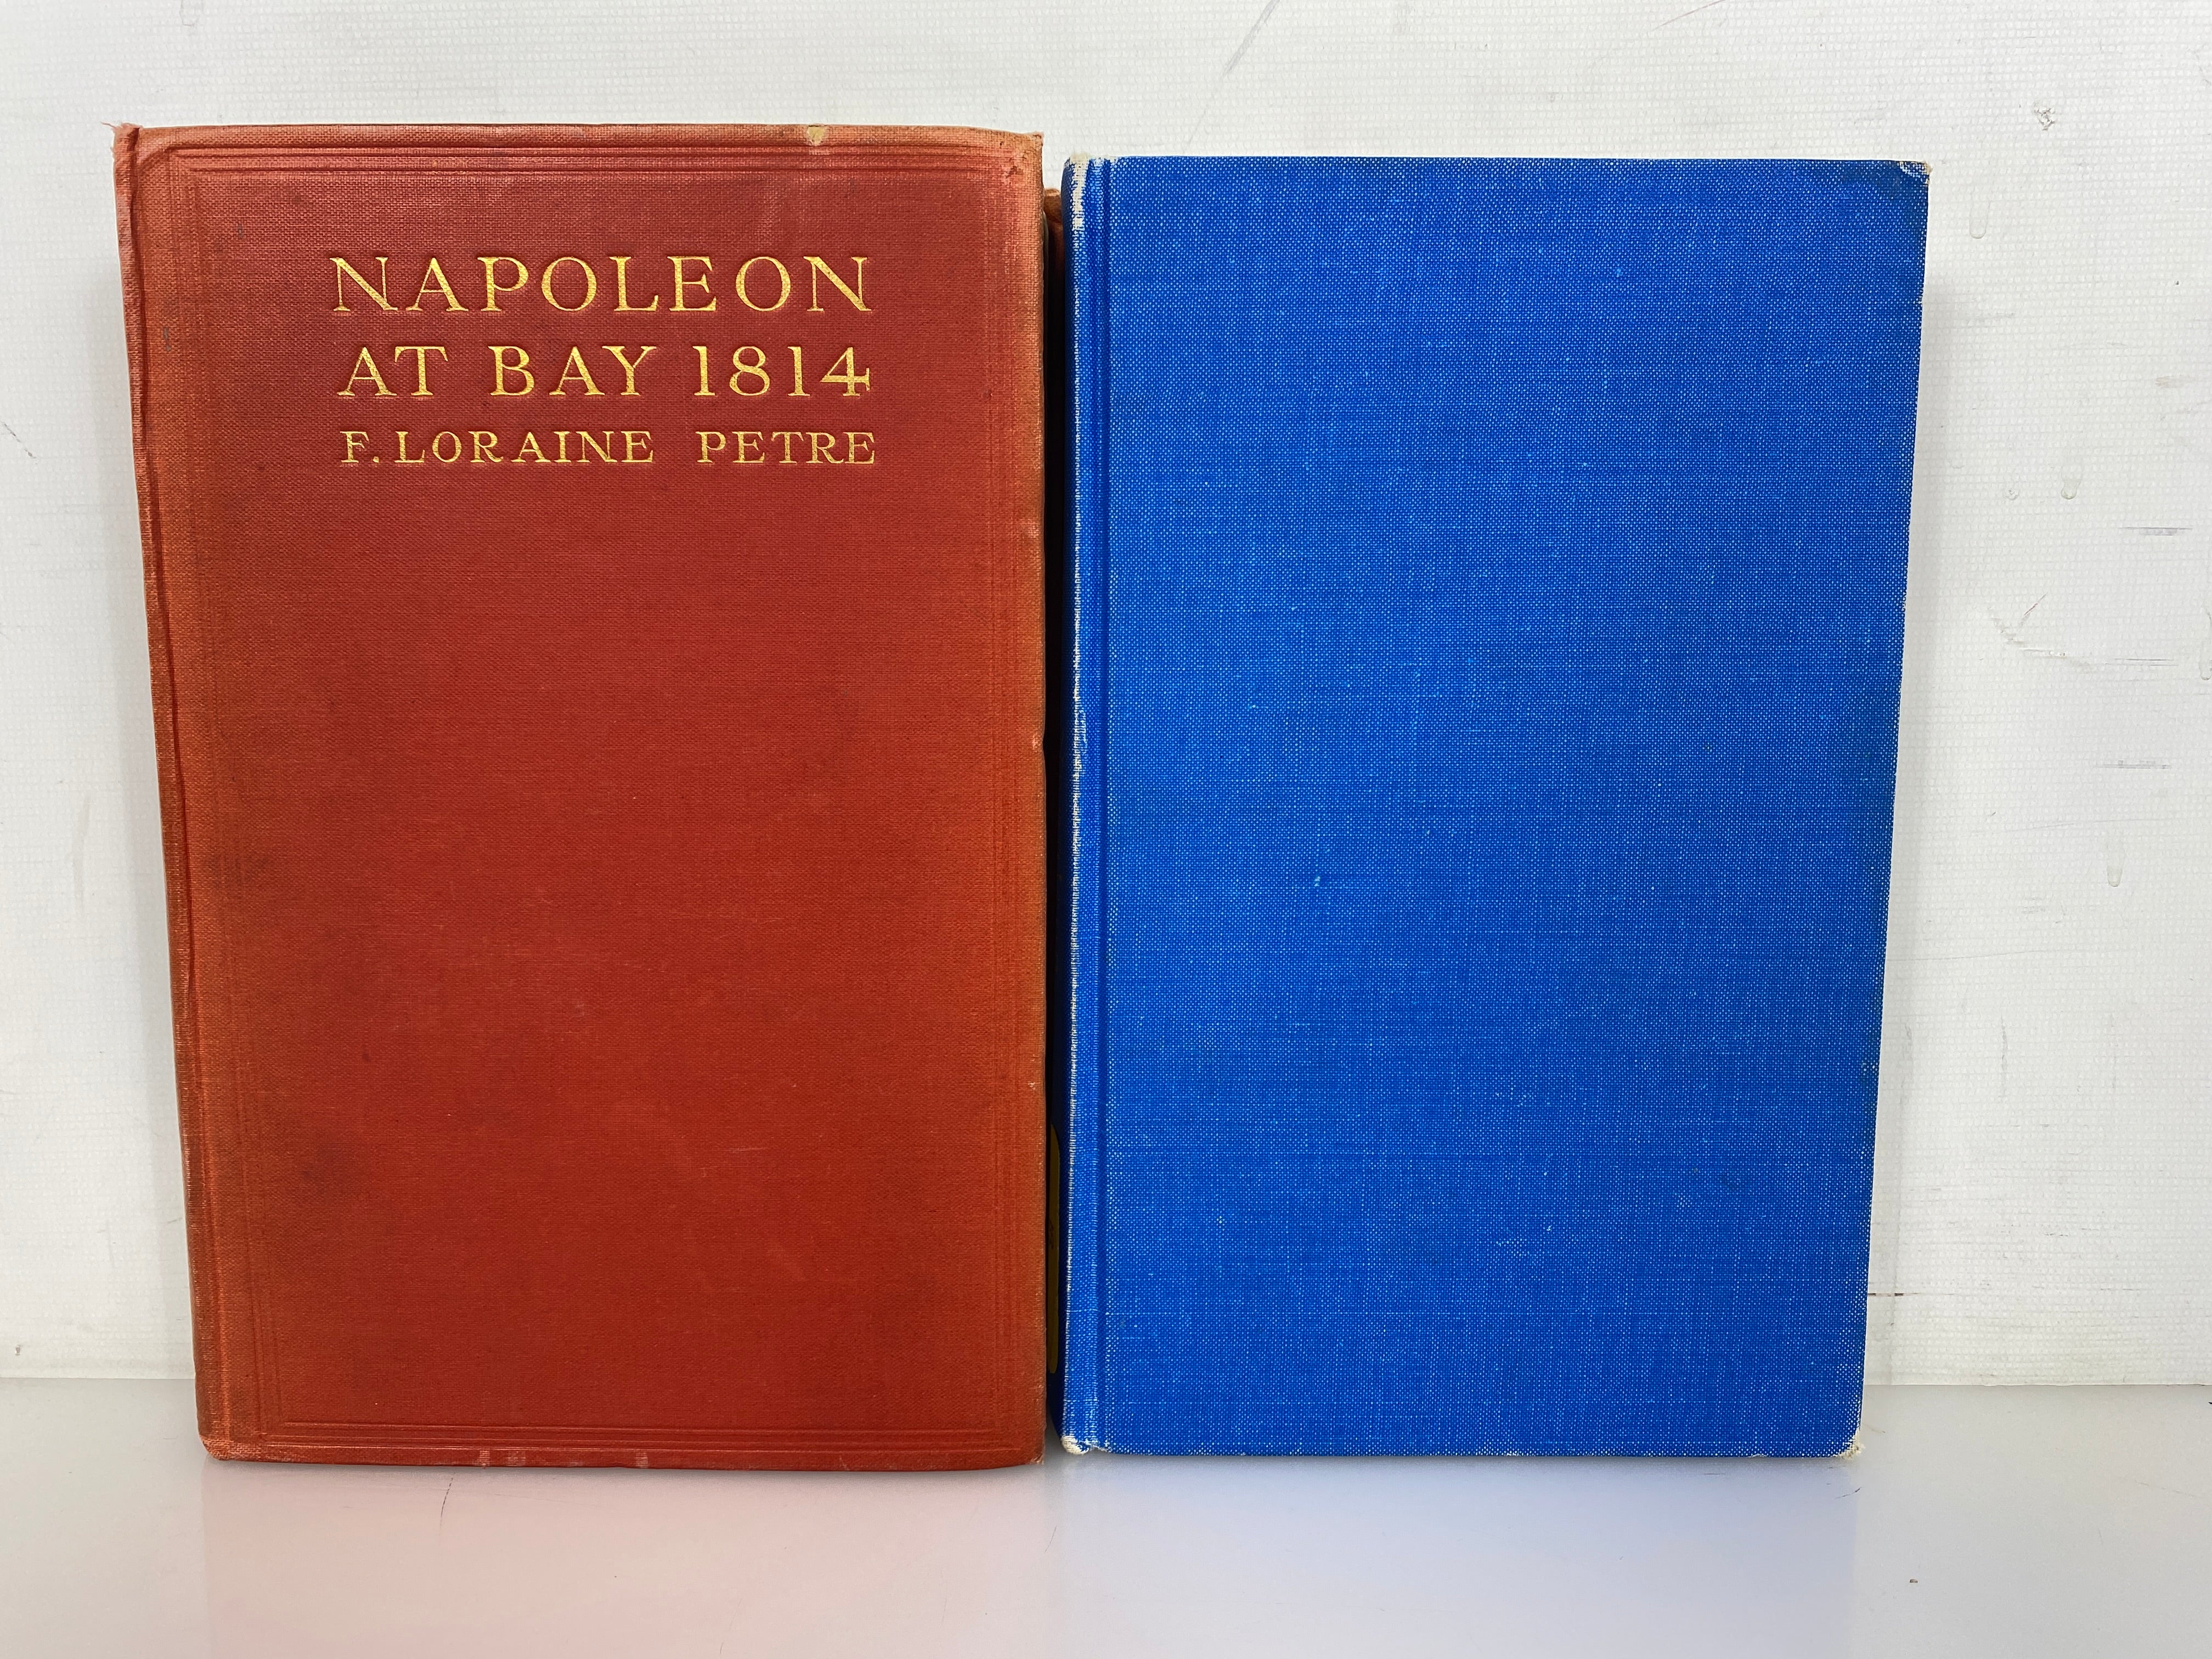 NAPOLEON
AT BAY 1814
F. LORAINE PETRE